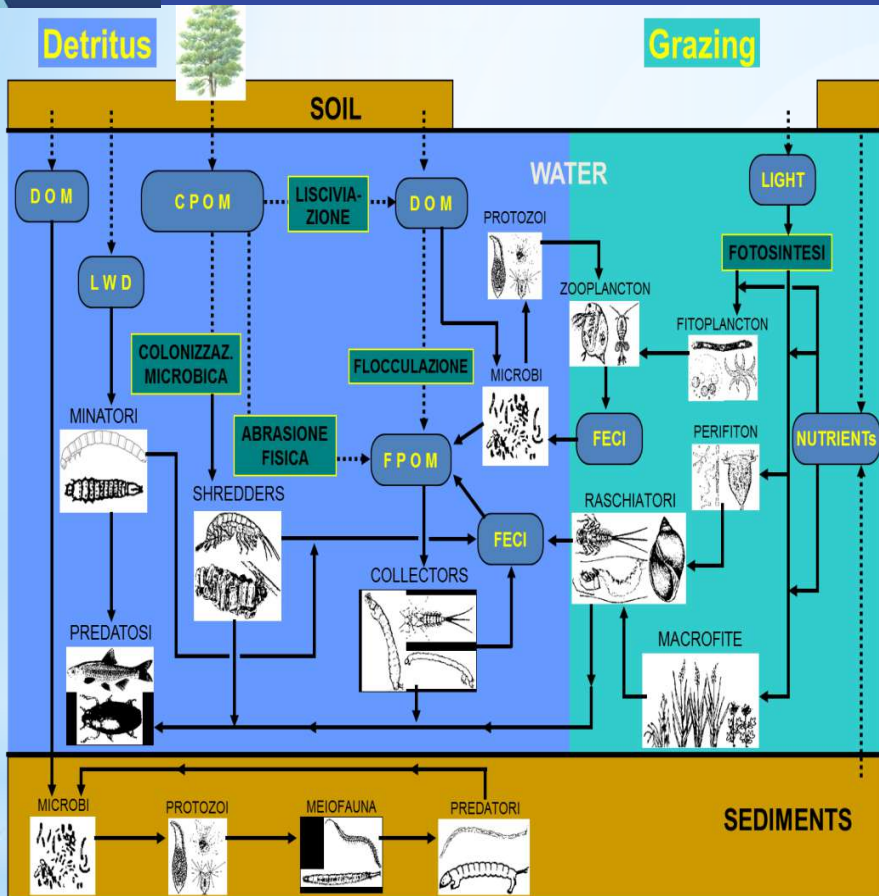 Detritus
Grazing
SOIL
WATER
D O M
C P O M
LISCIVIA-
ZIONE
D O M
LIGHT
PROTOZOI
FOTOSINTESI
L W D
ZOOPLANCTON
FITOPLANCTON
COLONIZZAZ.
MICROBICA
FLOCCULAZIONE
MICROBI
MINATORI
ABRASIONE
FISICA
F P O M
FECI
PERIFITON
NUTRIENTs
SHREDDERS
RASCHIATORI
FECI
COLLECTORS
PREDATOSI
MACROFITE
MICROBI
PROTOZOI
MEIOFAUNA
PREDATORI
SEDIMENTS